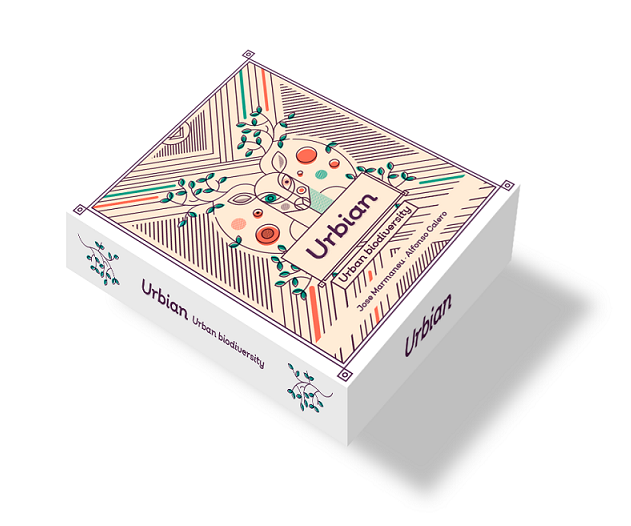 Urbian
Urban biodiversity
Jose Marmaneu · Alfonso Calero
Urbian Urban biodiversity
Urbian